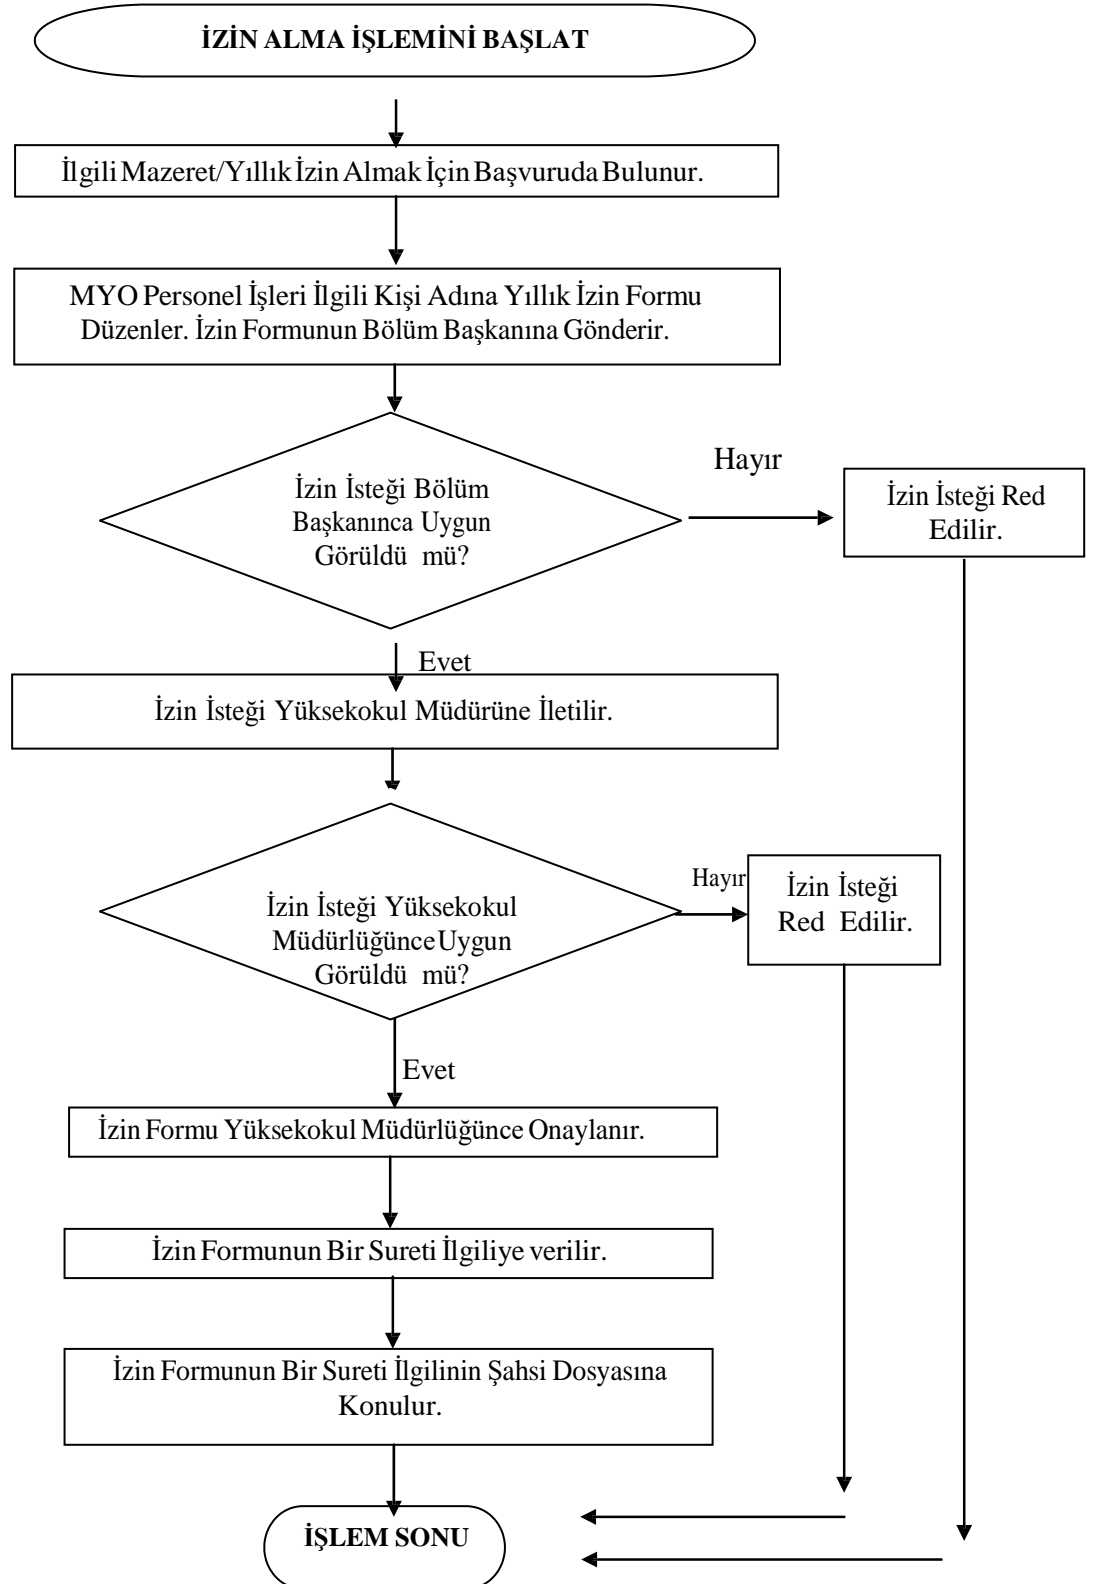 İZİN ALMA İŞLEMİNİ BAŞLAT
İlgili Mazeret/Yıllık İzin Almak İçin Başvuruda Bulunur.
MYO Personel İşleri İlgili Kişi Adına Yıllık İzin Formu
Düzenler. İzin Formunun Bölüm Başkanına Gönderir.
İzin İsteği Bölüm
Başkanınca Uygun
Görüldü mü?
Hayır
İzin İsteği Red
Edilir.
Evet
İzin İsteği Yüksekokul Müdürüne İletilir.
İzin İsteği Yüksekokul
Müdürlüğünce Uygun
Görüldü mü?
Hayır
İzin İsteği
Red Edilir.
Evet
İzin Formu Yüksekokul Müdürlüğünce Onaylanır.
İzin Formunun Bir Sureti İlgiliye verilir.
İzin Formunun Bir Sureti İlgilinin Şahsi Dosyasına
Konulur.
İŞLEM SONU